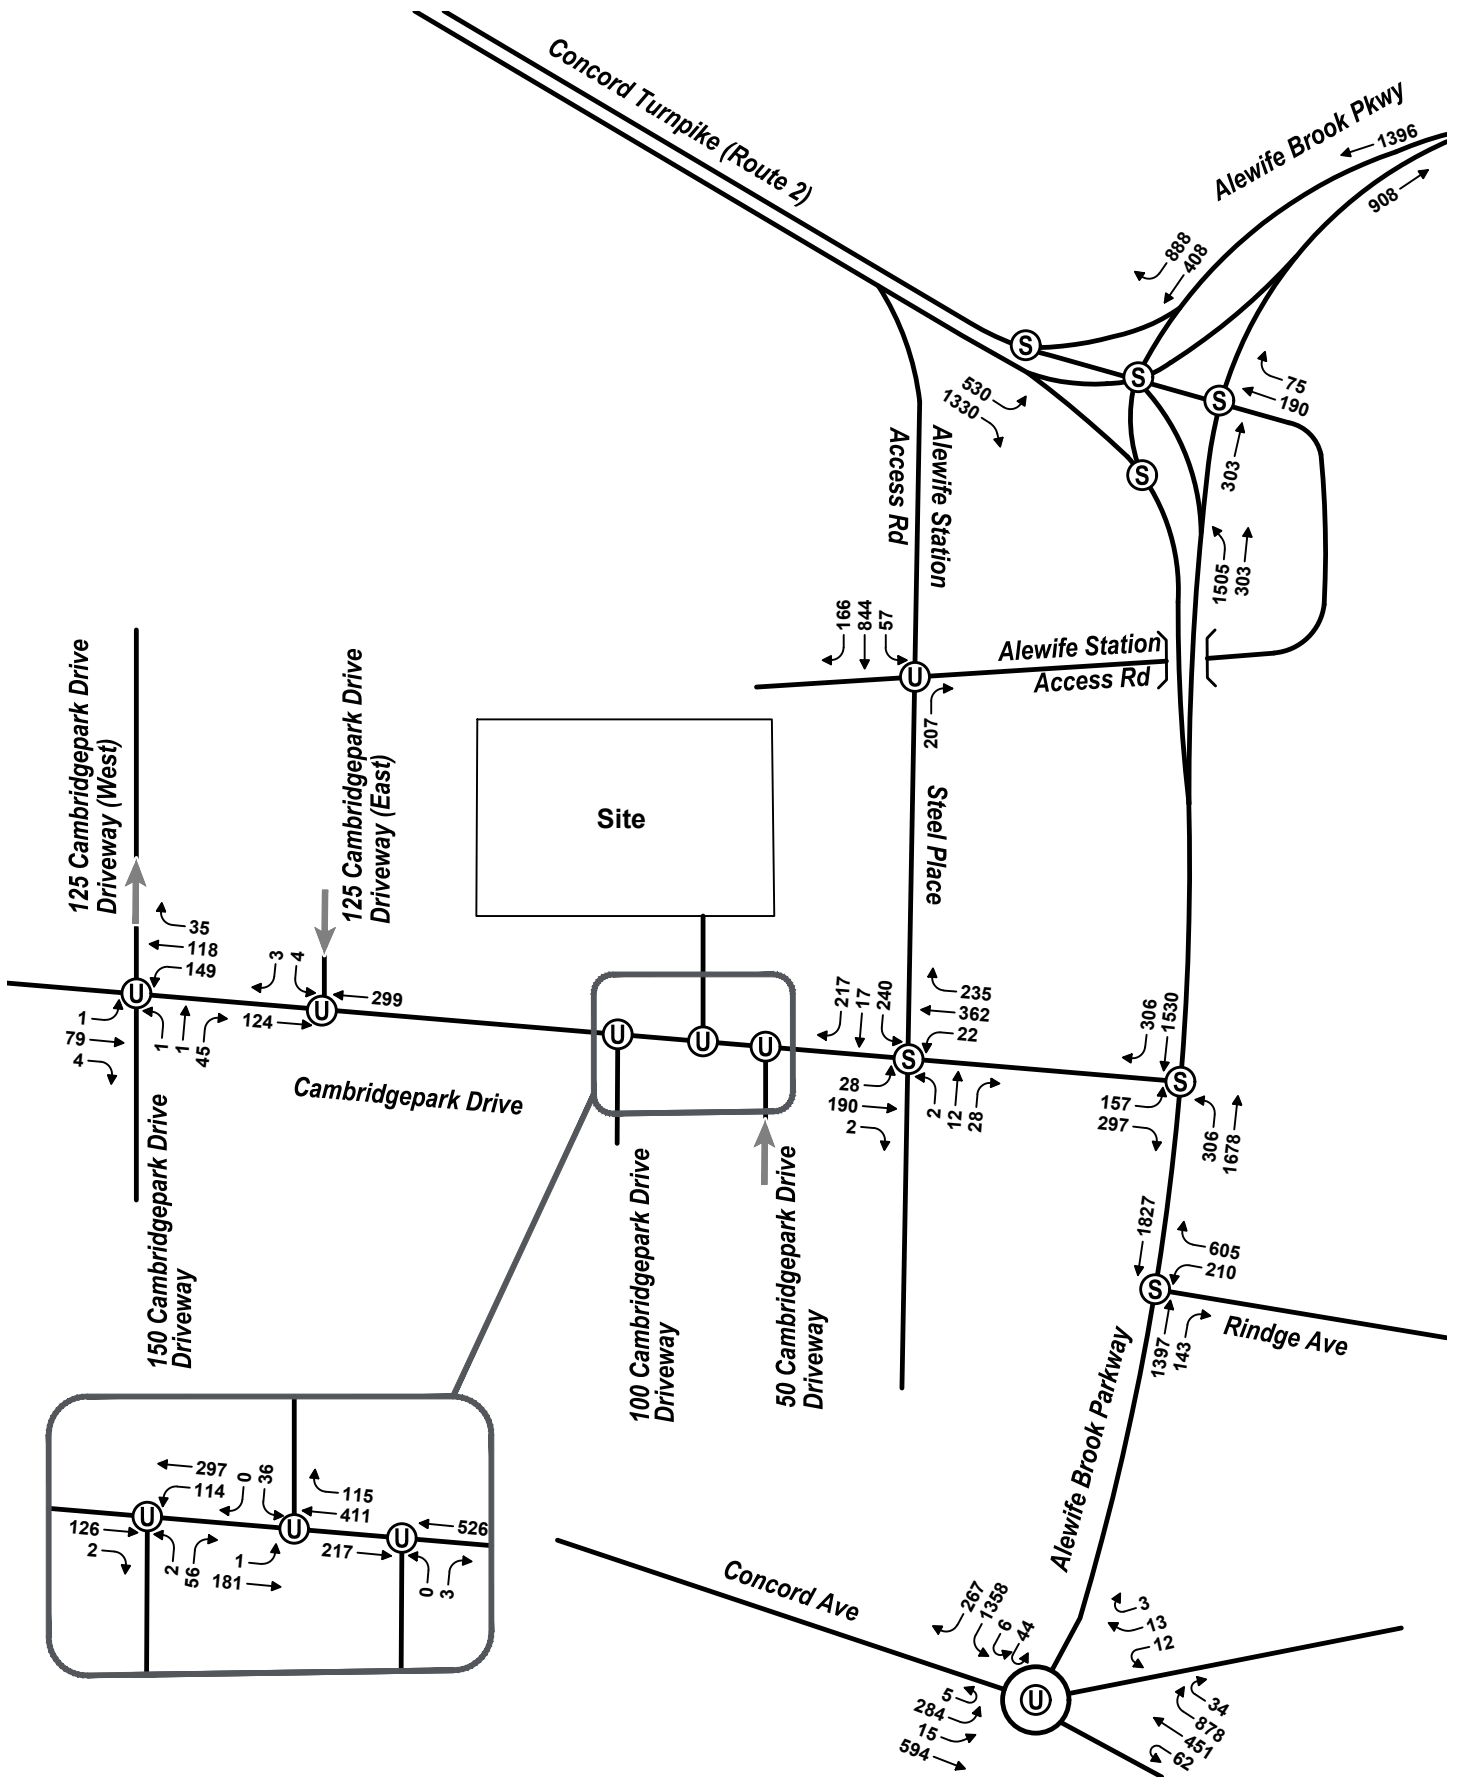 Concord Turnpike (Route 2)
Alewife Brook Pkwy
1396
908
888
408
S
S
S
S
530
1330
75
190
303
1505
303
Alewife Station
Access Rd
166
844
57
U
207
Alewife Station
Access Rd
Steel Place
Site
125 Cambridgepark Drive
Driveway (West)
125 Cambridgepark Drive
Driveway (East)
35
118
149
U
1
79
4
1
1
45
3
4
299
124
U
Cambridgepark Drive
150 Cambridgepark Drive
Driveway
U
U
U
100 Cambridgepark Drive
Driveway
50 Cambridgepark Drive
Driveway
217
17
240
235
362
22
S
28
190
2
2
12
28
306
1530
S
157
297
306
1678
1827
605
210
S
1397
143
Rindge Ave
Alewife Brook Parkway
297
114
0
36
115
411
526
U
U
U
126
2
2
56
1
181
217
0
3
Concord Ave
267
1358
6
44
3
13
12
U
5
284
15
594
34
878
451
62